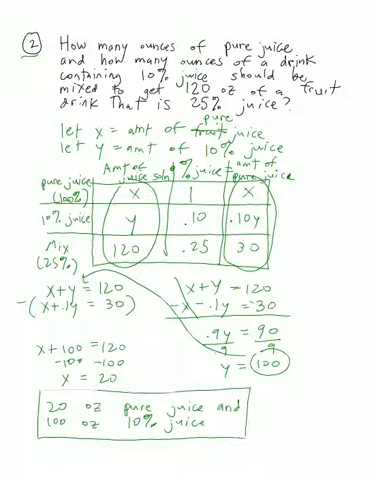 ② How many ounces of pure juice
and how many ounces of a drink
containing 10% juice should be
mixed to get 120 oz of a fruit
drink that is 25% juice?
let x = amt of fruit pure juice
let y = amt of 10% juice
Amt of juice soln % juice = amt of pure juice
pure juice (100%) x 1 x
10% juice y .10 .10y
Mix (25%) 120 .25 30
x+y = 120
-(x+.1y = 30)
x+y = 120
-x-.1y = -30
.9y = 90
.9 .9
y = 100
x+100 = 120
-100 -100
x = 20
20 oz pure juice and
100 oz 10% juice